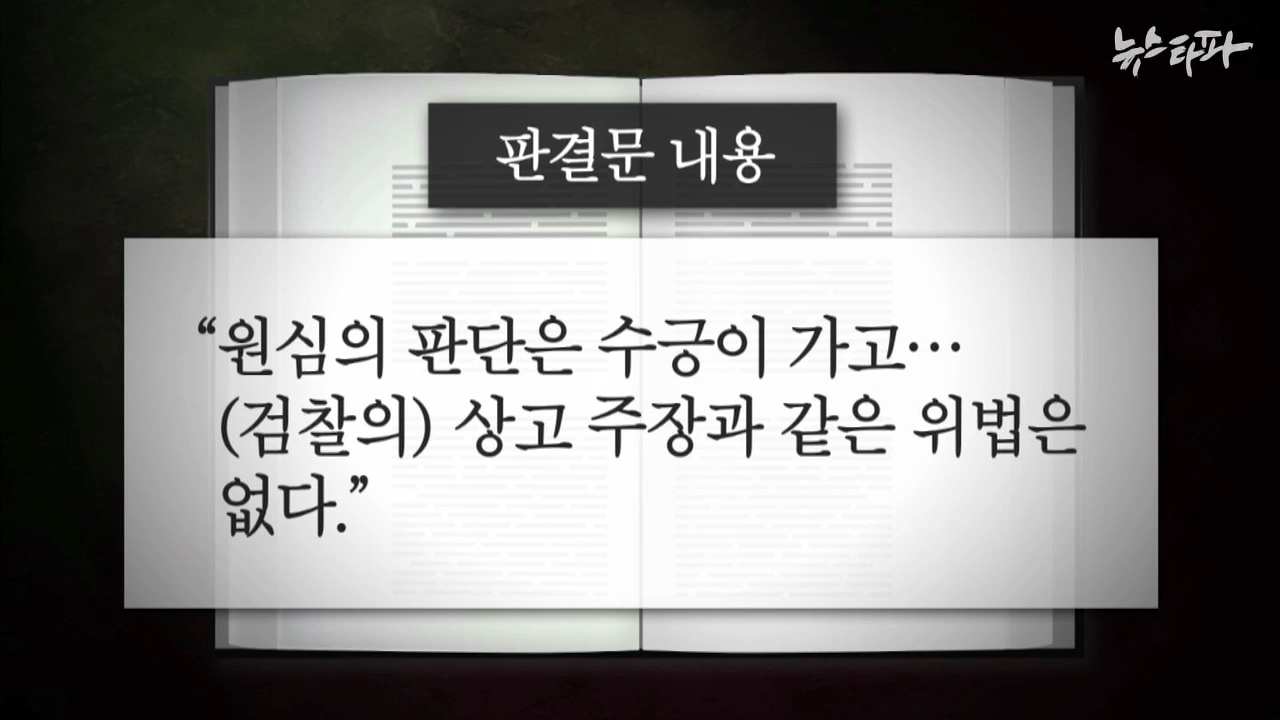 뉴스타파
판결문 내용
“원심의 판단은 수긍이 가고…
(검찰의) 상고 주장과 같은 위법은
없다.”